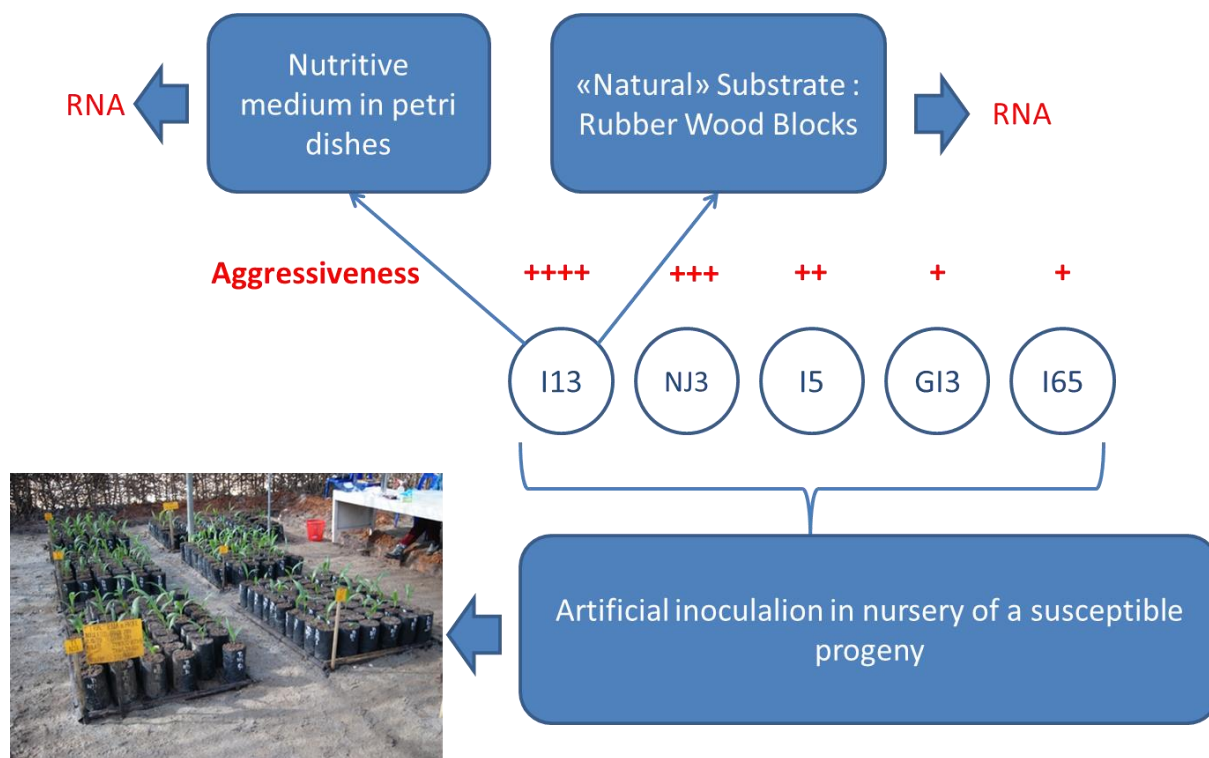 Nutritive
medium in petri
dishes
«Natural» Substrate :
Rubber Wood Blocks
RNA
RNA
Aggressiveness ++++ +++ ++ + +
I13 NJ3 I5 GI3 I65
Artificial inoculalion in nursery of a susceptible
progeny